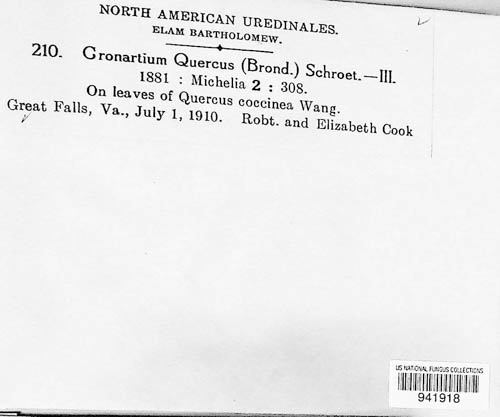 NORTH AMERICAN UREDINALES.
ELAM BARTHOLOMEW.
210. Gronartium Quercus (Brond.) Schroet.—III.
1881 : Michelia 2 : 308.
On leaves of Quercus coccinea Wang.
Great Falls, Va., July 1, 1910. Robt. and Elizabeth Cook
US NATIONAL FUNGUS COLLECTIONS
941918